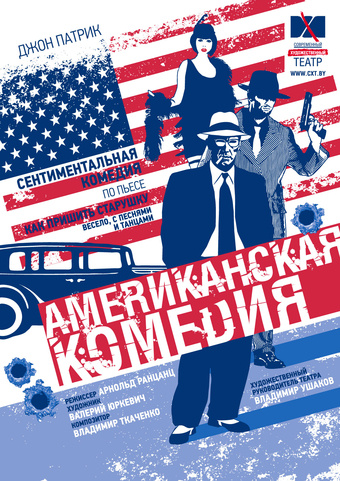 ДЖОН ПАТРИК
СОВРЕМЕННЫЙ
ХУДОЖЕСТВЕННЫЙ
ТЕАТР
WWW.CXT.BY
СЕНТИМЕНТАЛЬНАЯ
КОМЕДИЯ
ПО ПЬЕСЕ
КАК ПРИШИТЬ СТАРУШКУ
ВЕСЕЛО, С ПЕСНЯМИ
И ТАНЦАМИ
АМЕРИКАНСКАЯ
КОМЕДИЯ
РЕЖИССЕР АРНОЛЬД РАНЦАНЦ
ХУДОЖНИК
ВАЛЕРИЙ ЮРКЕВИЧ
КОМПОЗИТОР
ВЛАДИМИР ТКАЧЕНКО
ХУДОЖЕСТВЕННЫЙ
РУКОВОДИТЕЛЬ ТЕАТРА
ВЛАДИМИР УШАКОВ